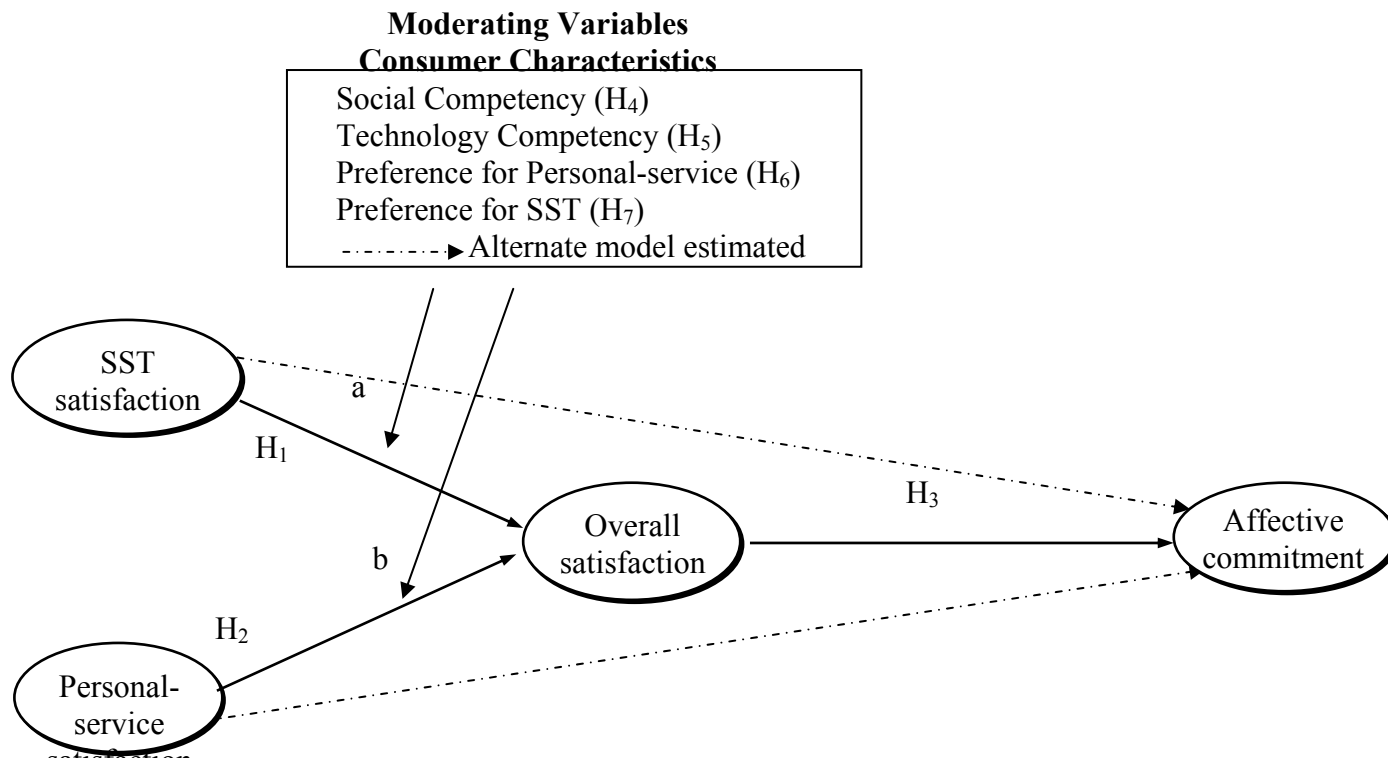 Moderating Variables
Consumer Characteristics
Social Competency (H4)
Technology Competency (H5)
Preference for Personal-service (H6)
Preference for SST (H7)
Alternate model estimated
SST
satisfaction
a
H1
H3
Overall
satisfaction
Affective
commitment
b
H2
Personal-
service
satisfaction